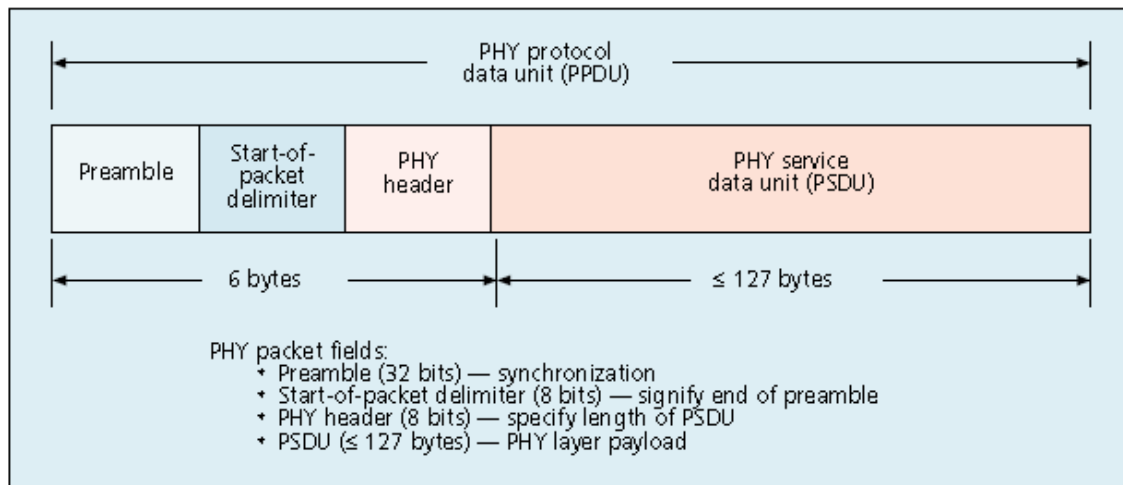 PHY protocol
data unit (PPDU)
Preamble
Start-of-
packet
delimiter
PHY
header
PHY service
data unit (PSDU)
6 bytes
≤ 127 bytes
PHY packet fields:
* Preamble (32 bits) — synchronization
* Start-of-packet delimiter (8 bits) — signify end of preamble
* PHY header (8 bits) — specify length of PSDU
* PSDU (≤ 127 bytes) — PHY layer payload